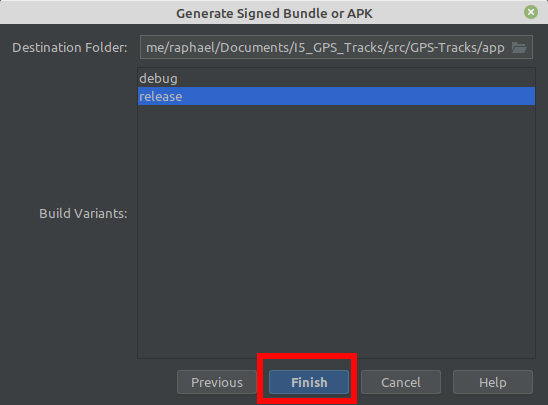 Generate Signed Bundle or APK
Destination Folder: me/raphael/Documents/I5_GPS_Tracks/src/GPS-Tracks/app
debug
release
Build Variants:
Previous Finish Cancel Help